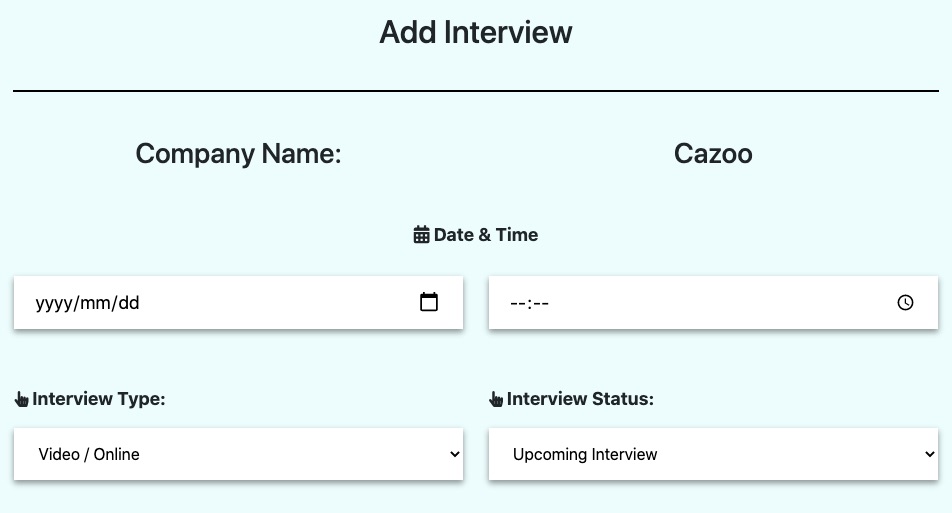 Add Interview
Company Name: Cazoo
Date & Time
yyyy/mm/dd --:--
Interview Type: Interview Status:
Video / Online Upcoming Interview